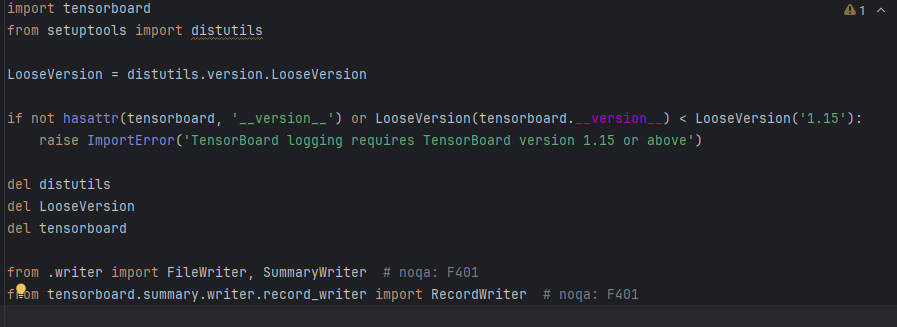 import tensorboard
from setuptools import distutils
LooseVersion = distutils.version.LooseVersion
if not hasattr(tensorboard, '__version__') or LooseVersion(tensorboard.__version__) < LooseVersion('1.15'):
    raise ImportError('TensorBoard logging requires TensorBoard version 1.15 or above')
del distutils
del LooseVersion
del tensorboard
from .writer import FileWriter, SummaryWriter  # noqa: F401
from tensorboard.summary.writer.record_writer import RecordWriter  # noqa: F401
1